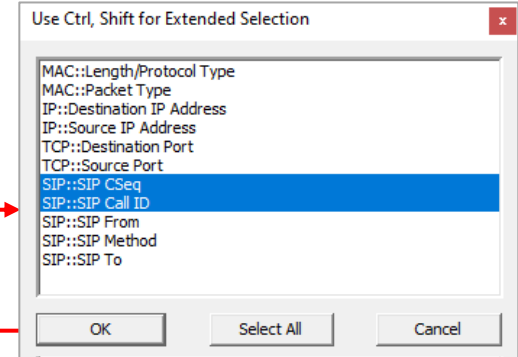 Use Ctrl, Shift for Extended Selection
x
MAC::Length/Protocol Type
MAC::Packet Type
IP::Destination IP Address
IP::Source IP Address
TCP::Destination Port
TCP::Source Port
SIP::SIP CSeq
SIP::SIP Call ID
SIP::SIP From
SIP::SIP Method
SIP::SIP To
OK Select All Cancel